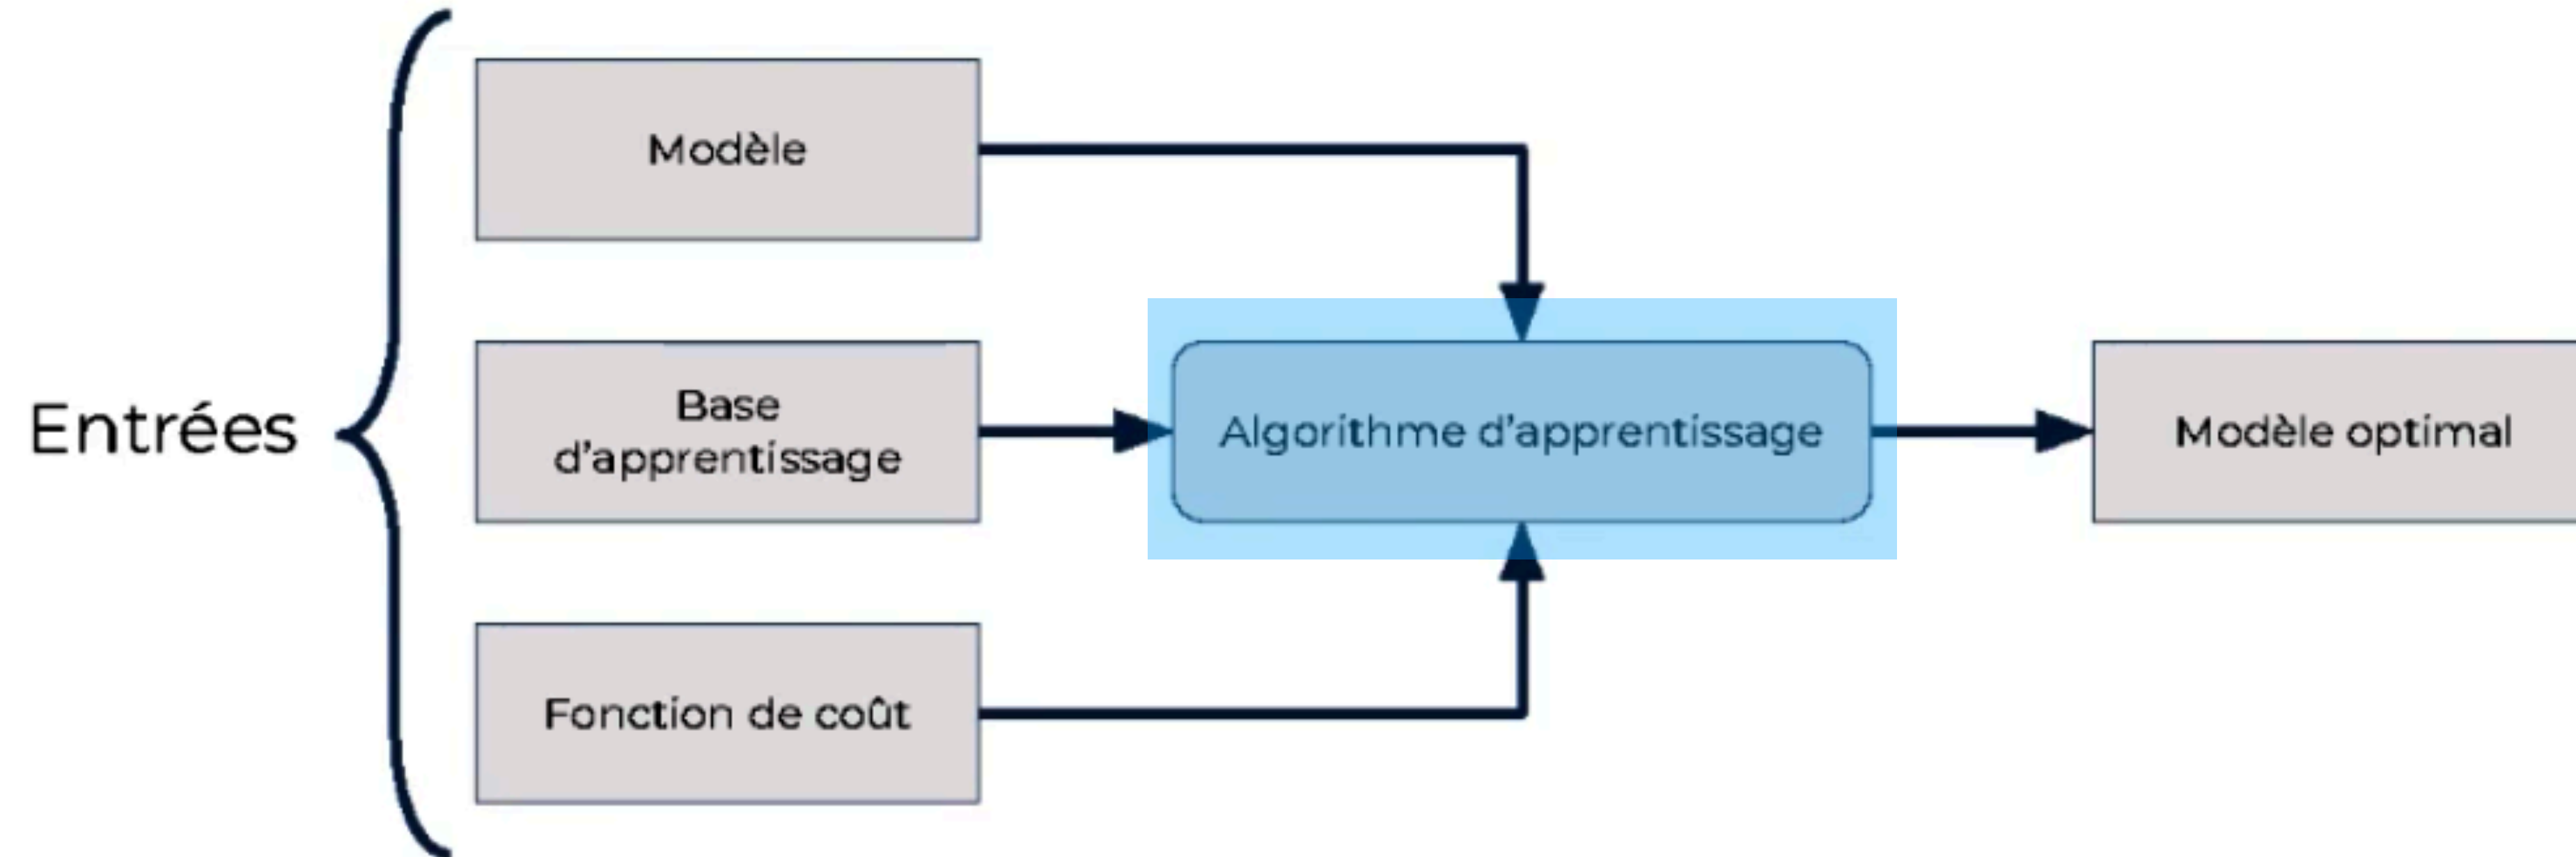 Entrées
Modèle
Base
d'apprentissage
Fonction de coût
Algorithme d'apprentissage
Modèle optimal